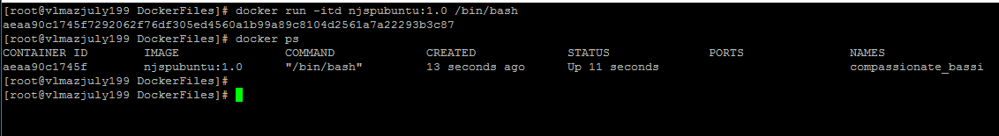 [root@vlmazjuly199 DockerFiles]# docker run -itd njspubuntu:1.0 /bin/bash
aeaa90c1745f7292062f76df305ed4560a1b99a89c8104d2561a7a22293b3c87
[root@vlmazjuly199 DockerFiles]# docker ps
CONTAINER ID        IMAGE               COMMAND             CREATED             STATUS              PORTS               NAMES
aeaa90c1745f        njspubuntu:1.0      "/bin/bash"         13 seconds ago      Up 11 seconds                           compassionate_bassi
[root@vlmazjuly199 DockerFiles]#
[root@vlmazjuly199 DockerFiles]#